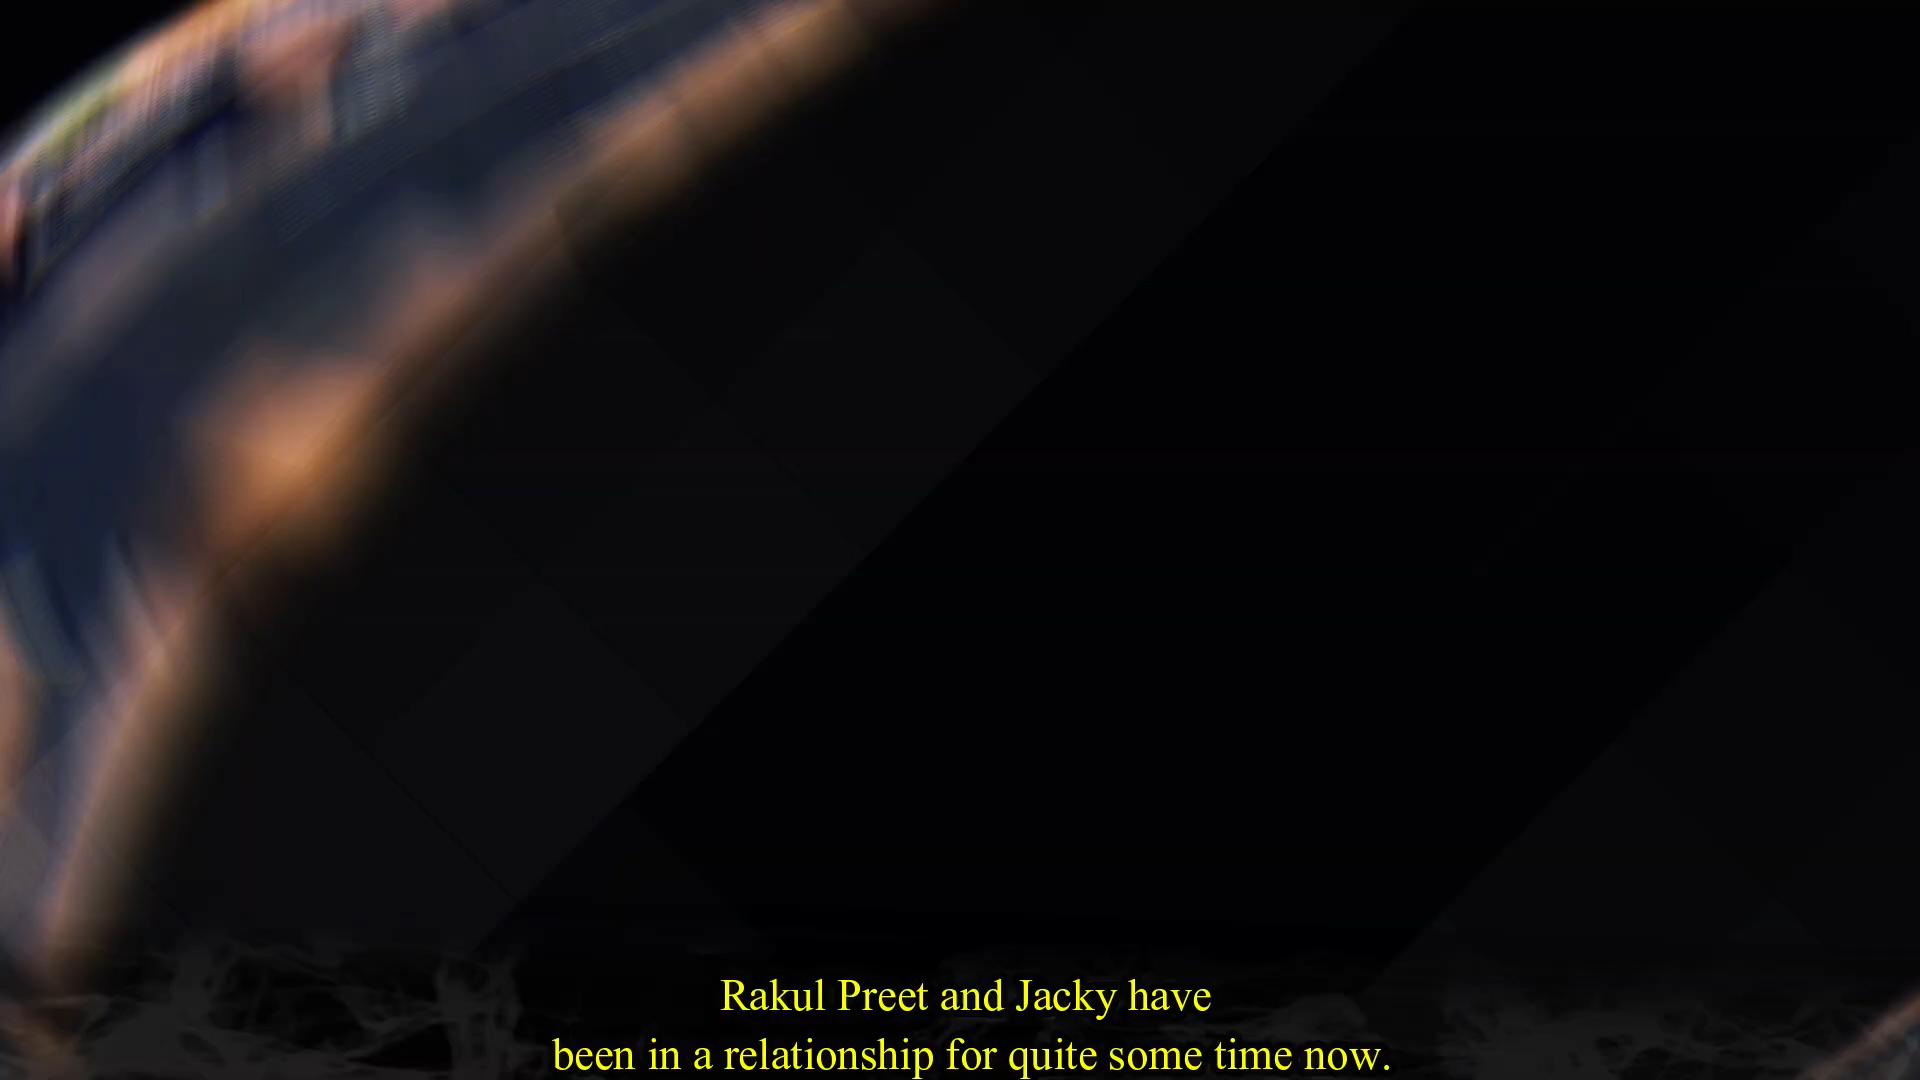 Rakul Preet and Jacky have
been in a relationship for quite some time now.